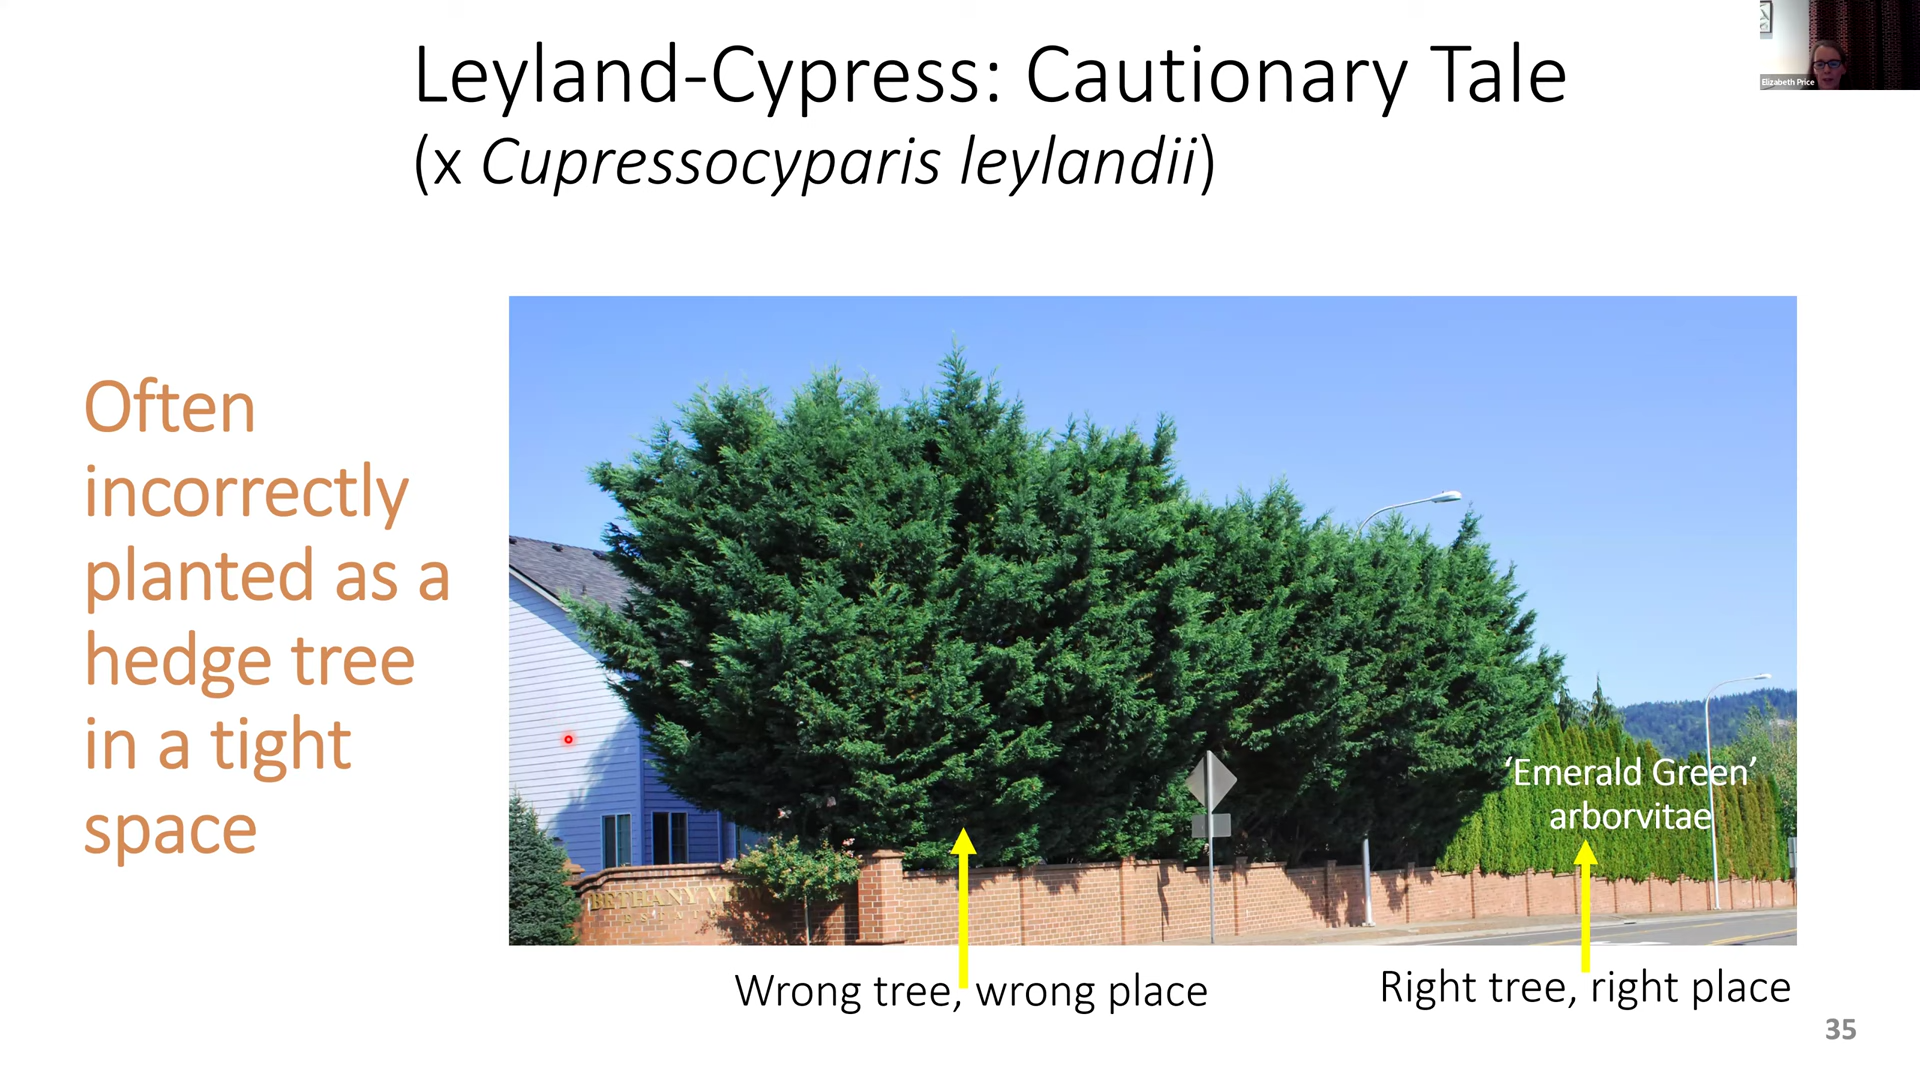 Leyland-Cypress: Cautionary Tale
(x Cupressocyparis leylandii)
Elizabeth Price
Often
incorrectly
planted as a
hedge tree
in a tight
space
‘Emerald Green’
arborvitae
BETHANY
Wrong tree, wrong place
Right tree, right place
35